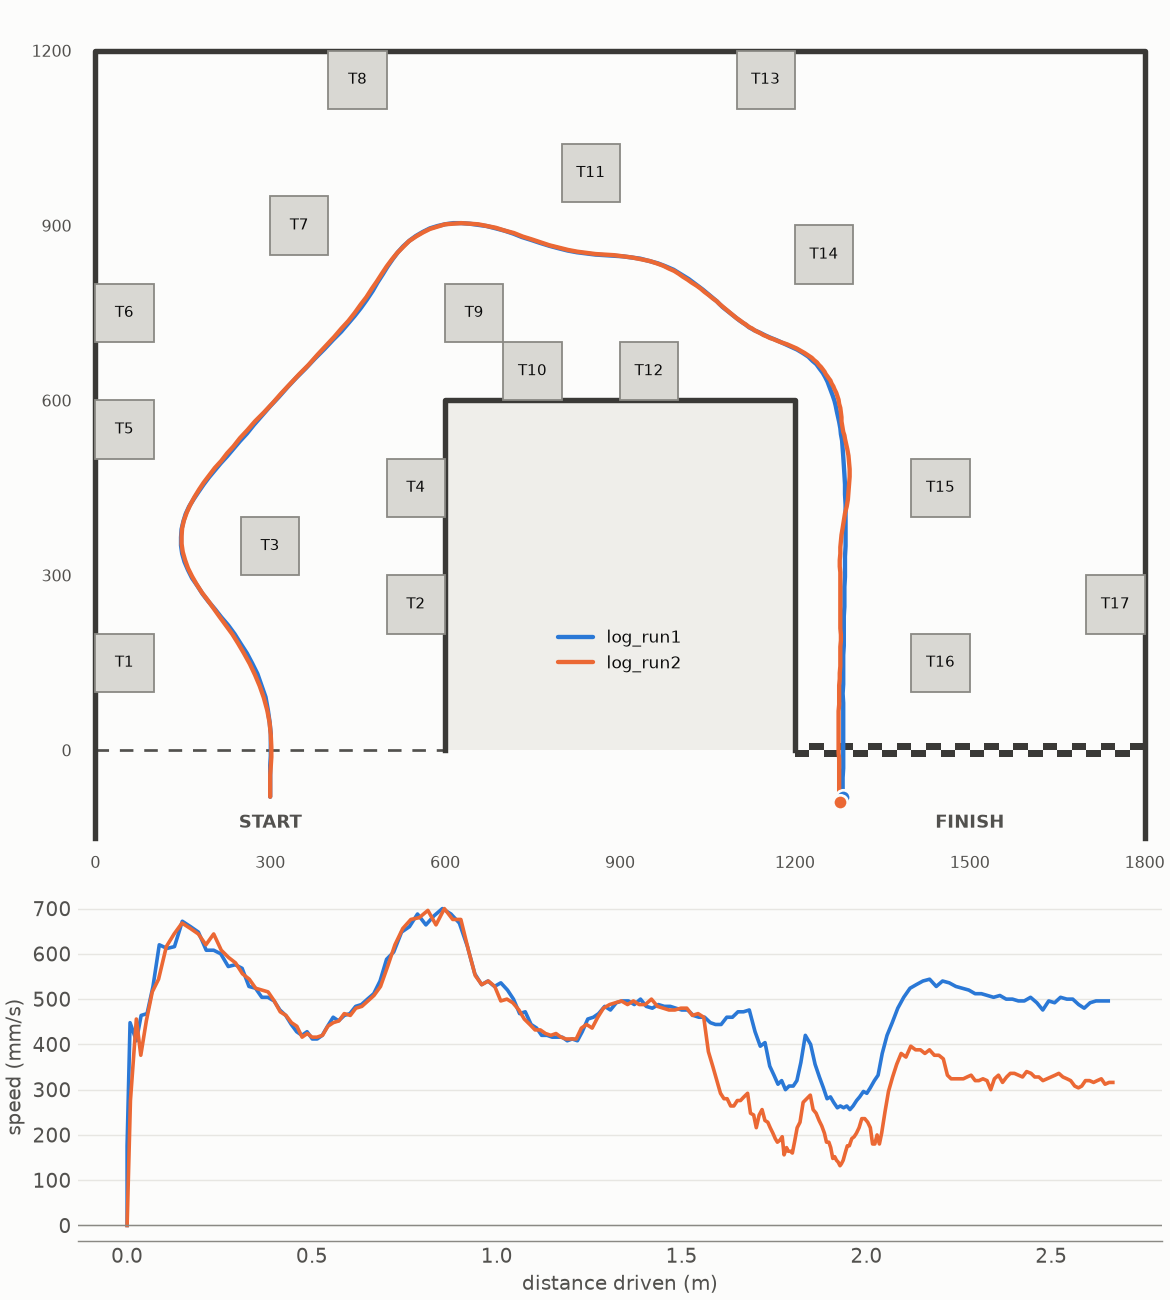 1200
T8
T13
T11
900
T7
T14
T6
T9
T10
T12
600
T5
T4
T15
T3
300
T2
T17
log_run1
log_run2
T1
T16
0
START
FINISH
0 300 600 900 1200 1500 1800
700
600
500
400
300
200
100
0
speed (mm/s)
0.0 0.5 1.0 1.5 2.0 2.5
distance driven (m)